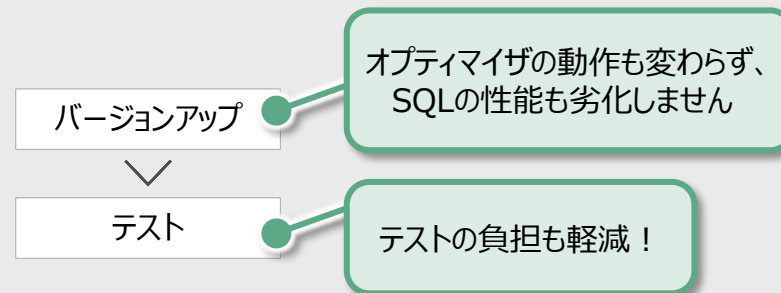 オプティマイザの動作も変わらず、
SQLの性能も劣化しません
バージョンアップ
テスト
テストの負担も軽減！